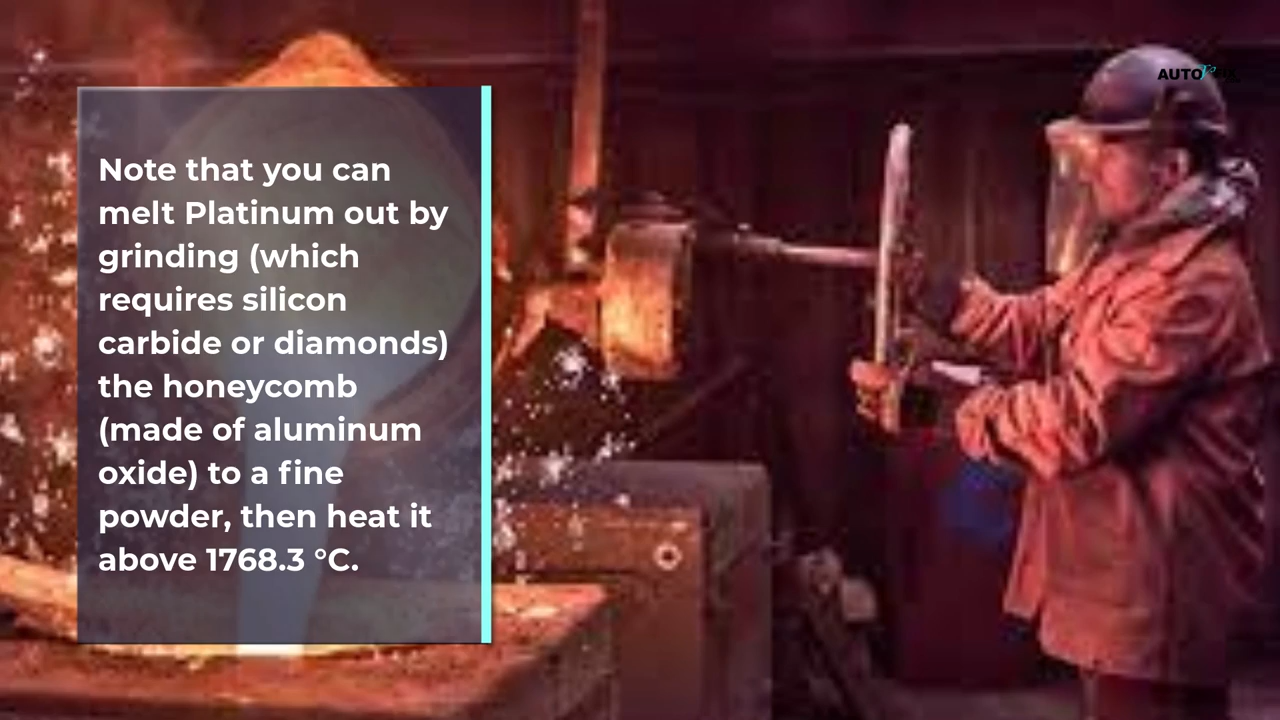 Note that you can
melt Platinum out by
grinding (which
requires silicon
carbide or diamonds)
the honeycomb
(made of aluminum
oxide) to a fine
powder, then heat it
above 1768.3 °C.
AUTO